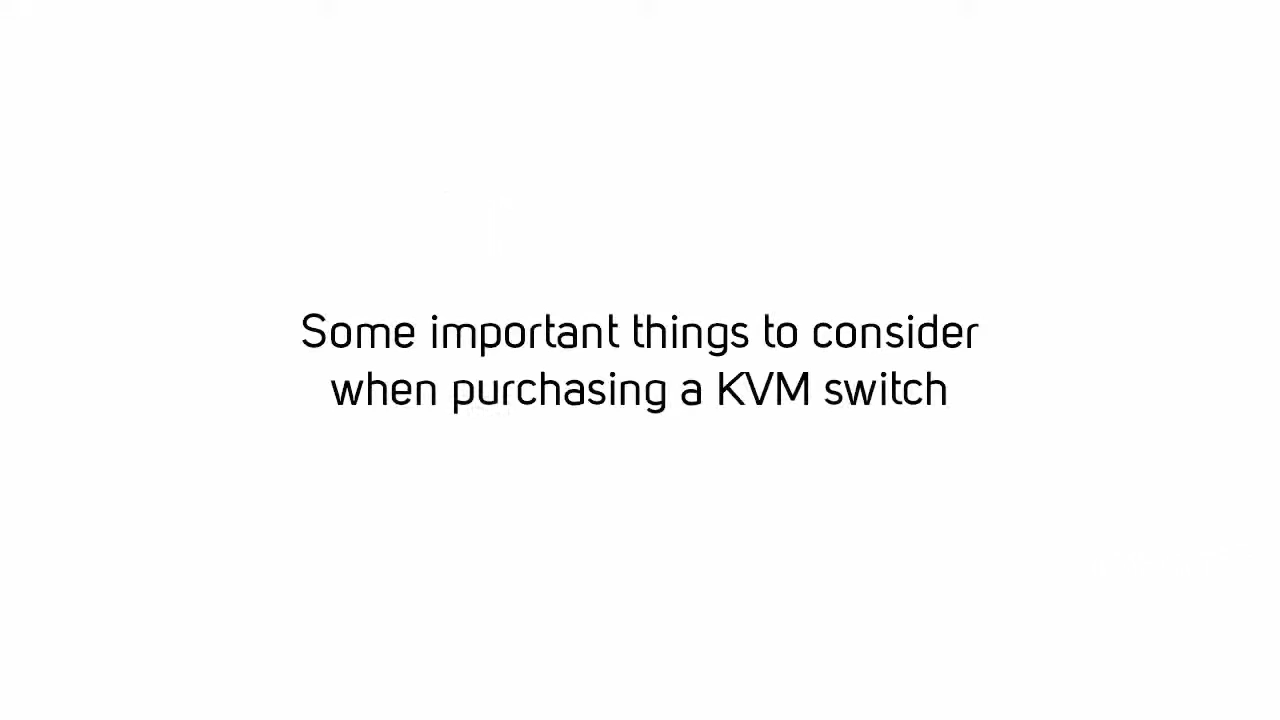 Some important things to consider
when purchasing a KVM switch